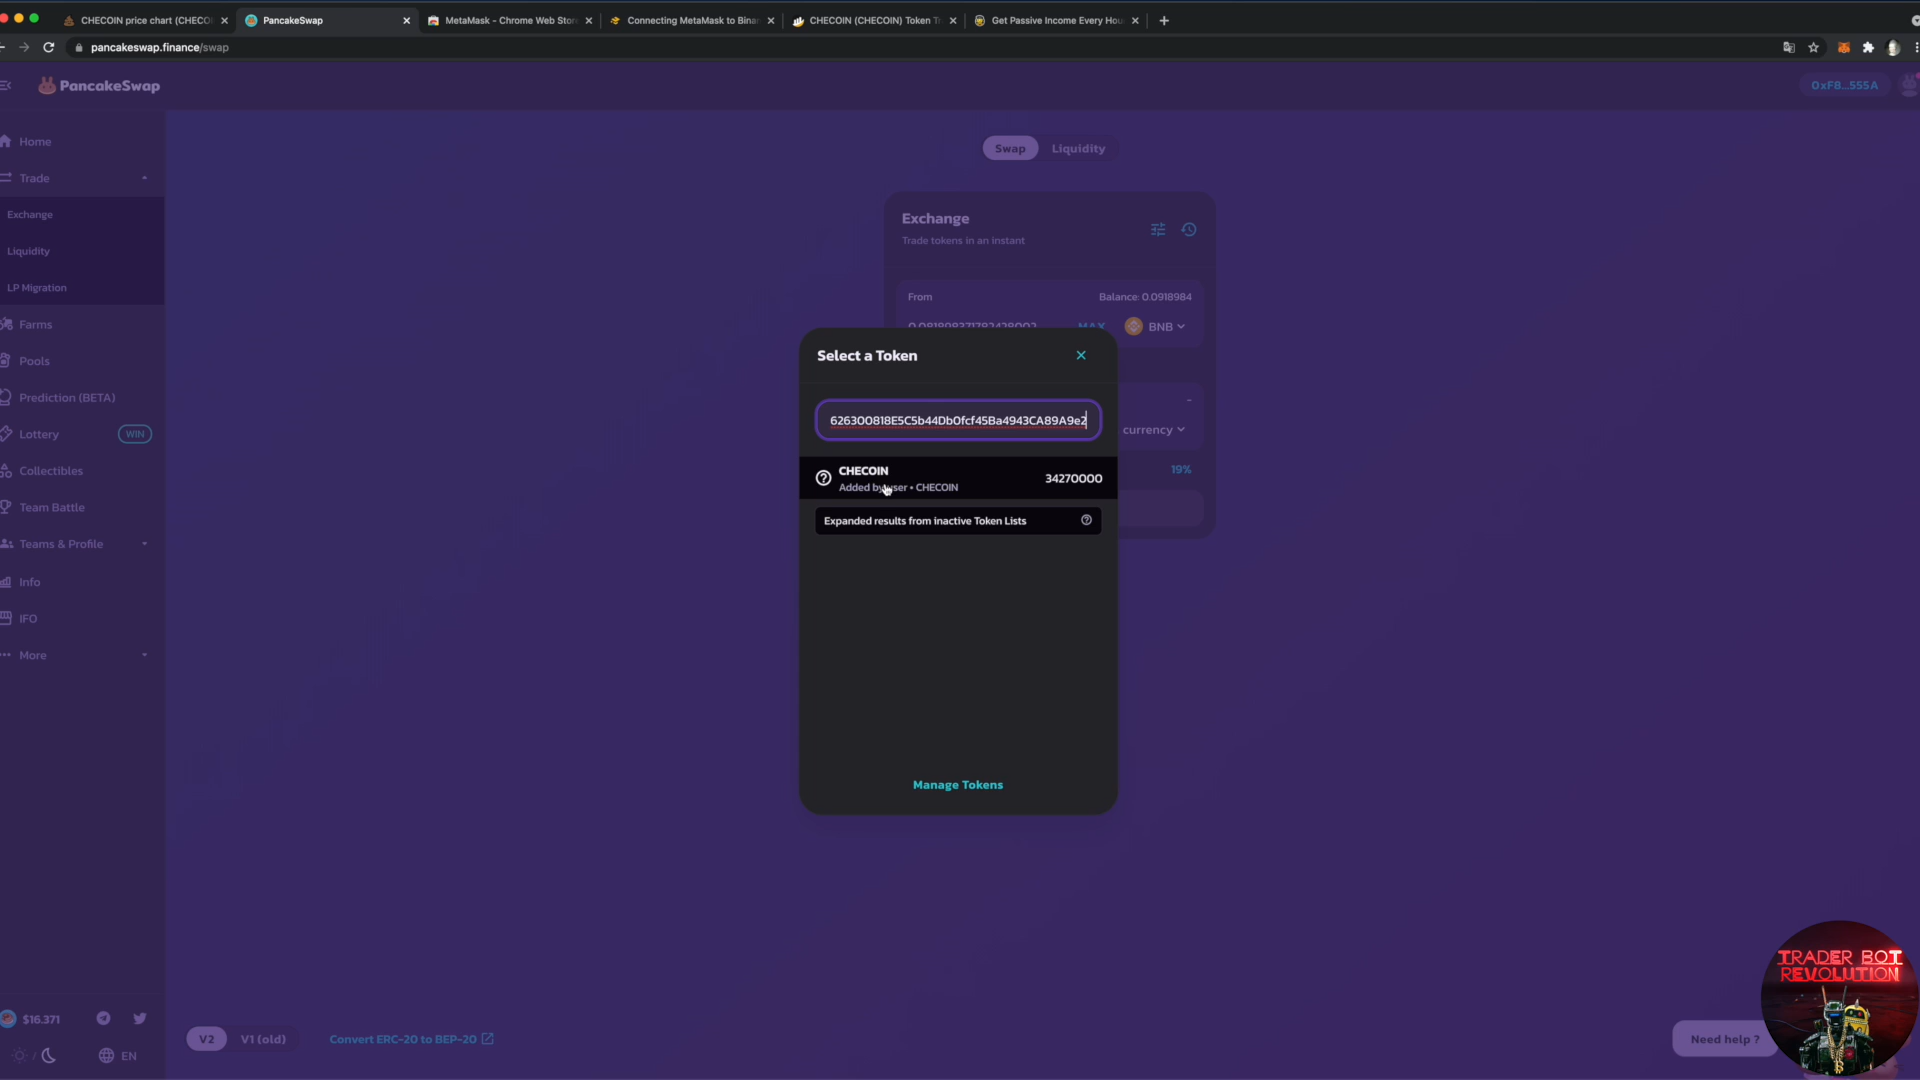 CHECOIN price chart (CHECO
PancakeSwap
MetaMask - Chrome Web Stor
Connecting MetaMask to Binan
CHECOIN (CHECOIN) Token T
Get Passive Income Every Hou
pancakeswap.finance/swap
PancakeSwap
0xF8...555A
Home
Trade
Exchange
Liquidity
LP Migration
Farms
Pools
Prediction (BETA)
Lottery
WIN
Collectibles
Team Battle
Teams & Profile
Info
IFO
More
Swap
Liquidity
Exchange
Trade tokens in an instant
From
Balance: 0.0918984
0.081898371782428002
MAX
BNB
-
currency
19%
Select a Token
626300818E5C5b44Db0fcf45Ba4943CA89A9e2
CHECOIN
Added by user • CHECOIN
34270000
Expanded results from inactive Token Lists
Manage Tokens
$16.371
EN
V2
V1 (old)
Convert ERC-20 to BEP-20
Need help ?
TRADER BOT
REVOLUTION